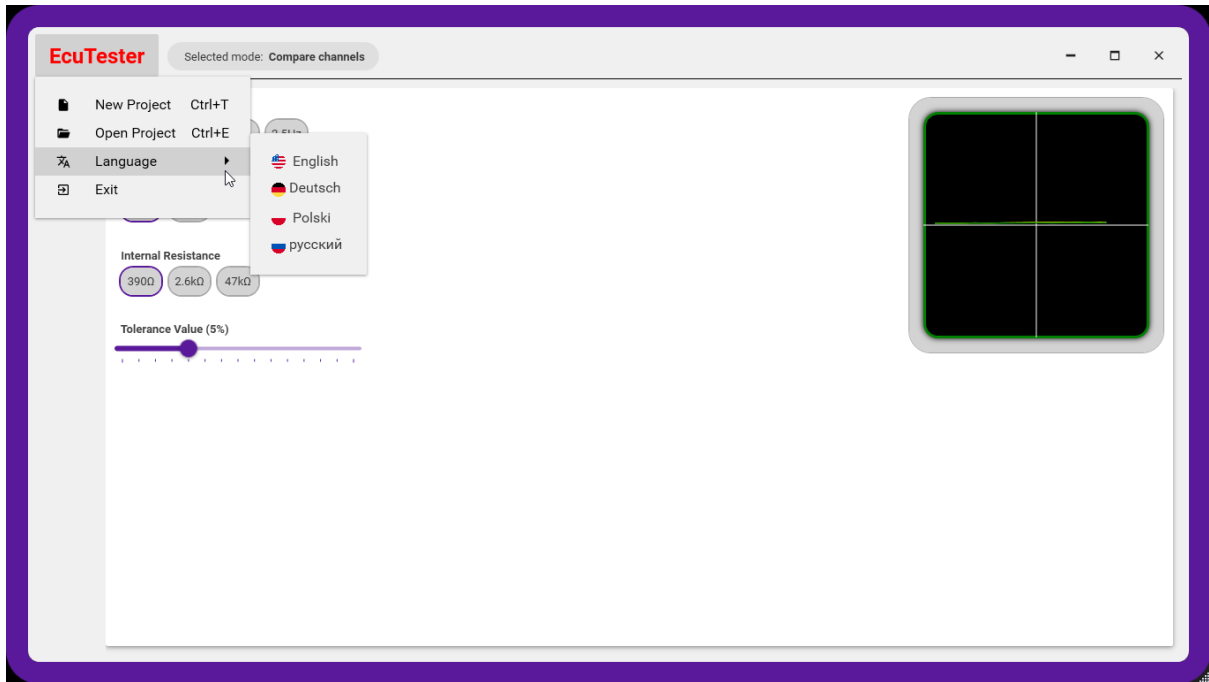 EcuTester
Selected mode: Compare channels
New Project Ctrl+T
Open Project Ctrl+E
Language
Exit
English
Deutsch
Polski
русский
Internal Resistance
390Ω 2.6kΩ 47kΩ
Tolerance Value (5%)